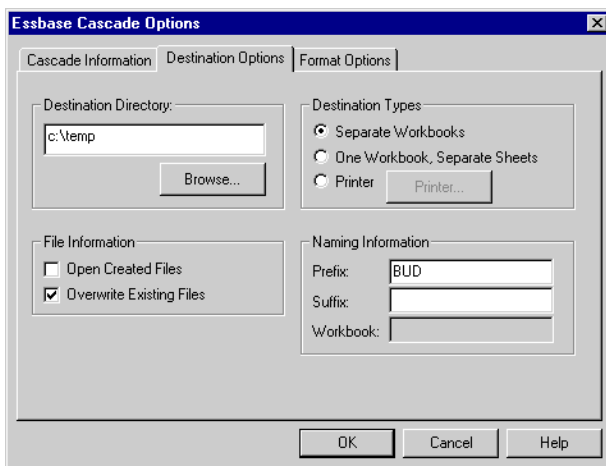 Essbase Cascade Options
Cascade Information Destination Options Format Options
Destination Directory:
c:\temp
Browse...
Destination Types
Separate Workbooks
One Workbook, Separate Sheets
Printer Printer...
File Information
Open Created Files
Overwrite Existing Files
Naming Information
Prefix: BUD
Suffix:
Workbook:
OK Cancel Help